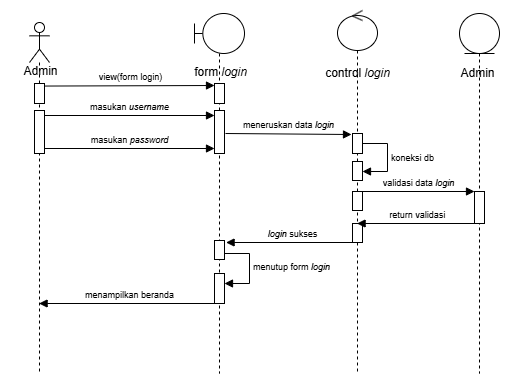 Admin
form login
control login
Admin
view(form login)
masukan username
meneruskan data login
masukan password
koneksi db
validasi data login
return validasi
login sukses
menutup form login
menampilkan beranda